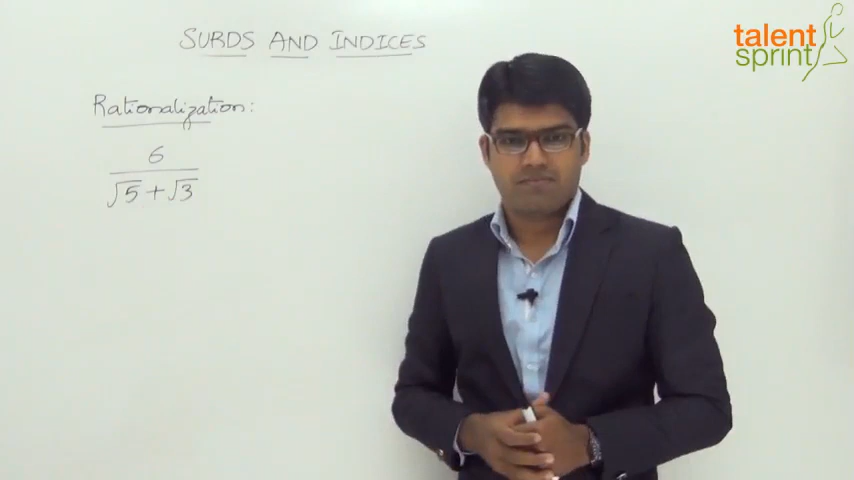 SURDS AND INDICES
talent
sprint
Rationalization:
6
√5 + √3